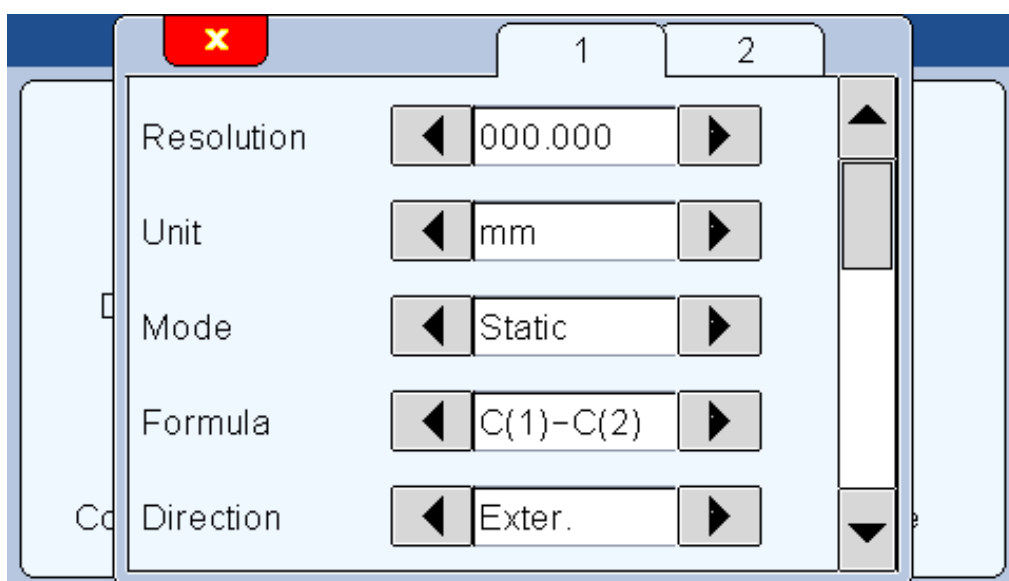 x
1 2
Resolution 000.000
Unit mm
Mode Static
Formula C(1)-C(2)
Direction Exter.